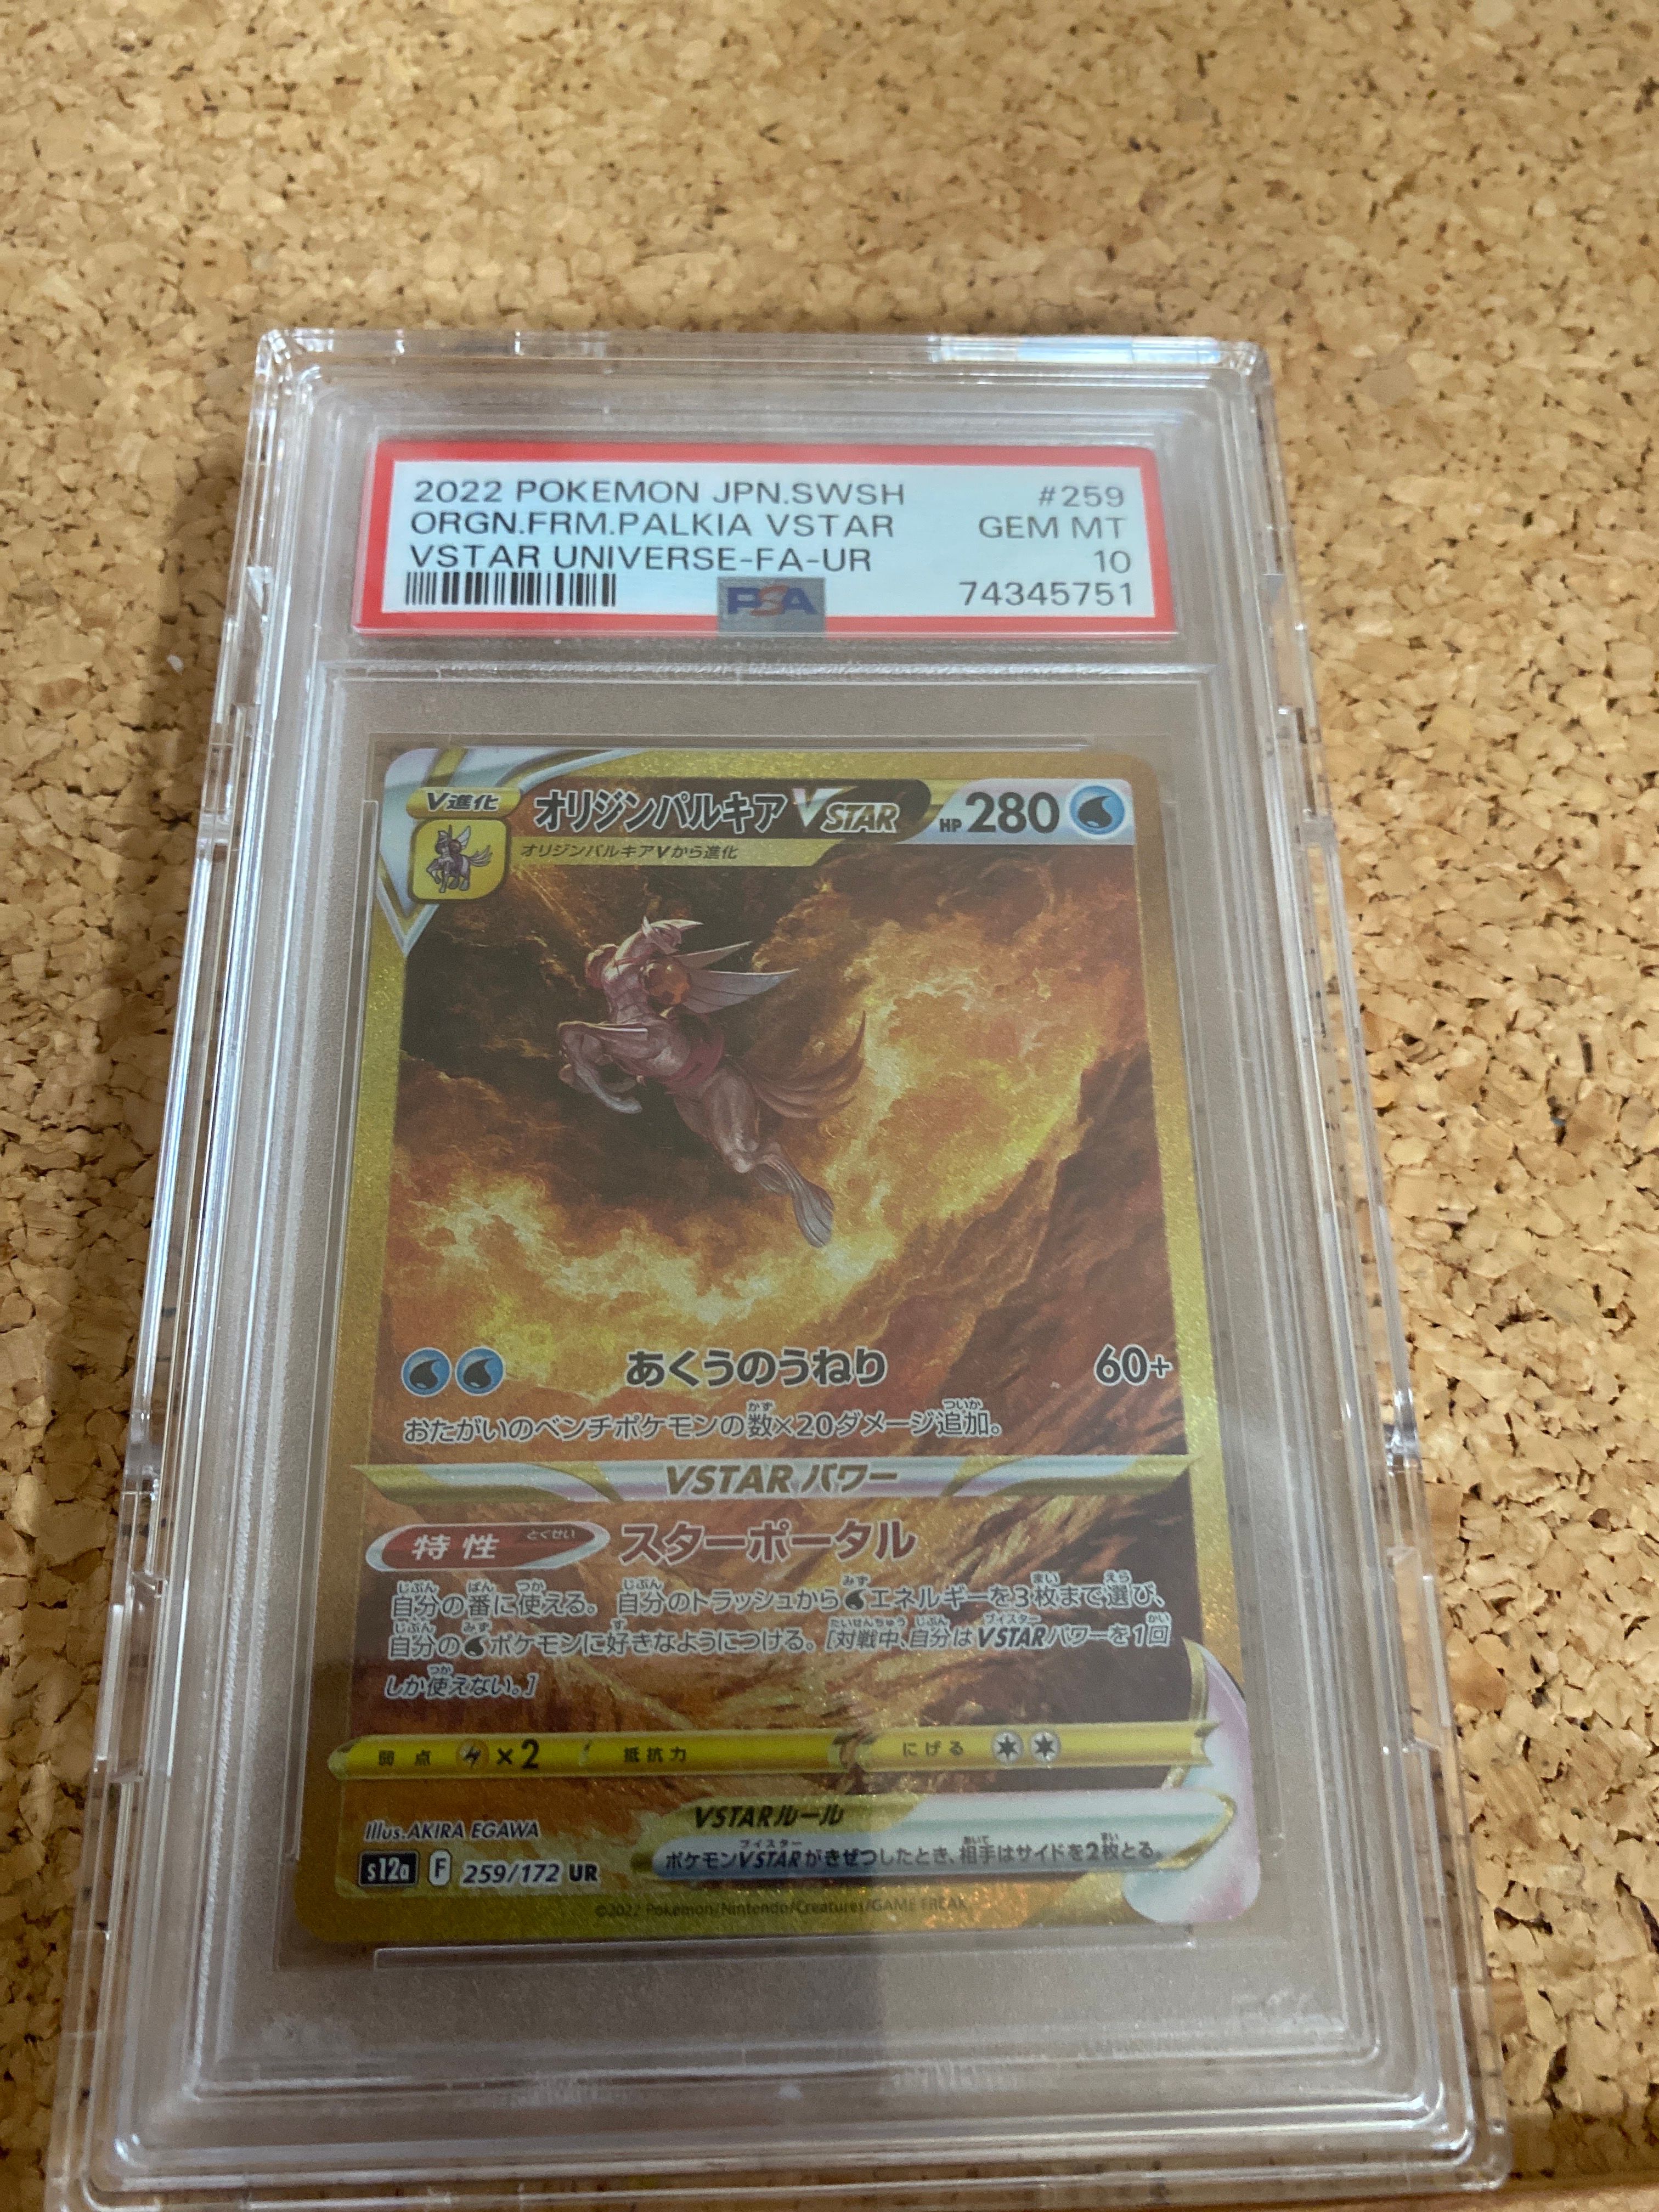 2022 POKEMON JPN.SWSH #259
ORGN.FRM.PALKIA VSTAR GEM MT
VSTAR UNIVERSE-FA-UR 10
PSA 74345751
V進化 オリジンパルキア VSTAR HP 280
オリジンパルキアVから進化
あくうのうねり 60+
おたがいのベンチポケモンの数×20ダメージ追加。
VSTARパワー
特性 スターポータル
自分の番に使える。自分のトラッシュからエネルギーを3枚まで選び、
自分のポケモンに好きなようにつける。[対戦中、自分はVSTARパワーを1回
しか使えない。]
弱点 ×2 抵抗力 にげる
Illus. AKIRA EGAWA
VSTARルール
ポケモンVSTARがきぜつしたとき、相手はサイドを2枚とる。
s12a F 259/172 UR
©2022 Pokémon/Nintendo/Creatures/GAME FREAK